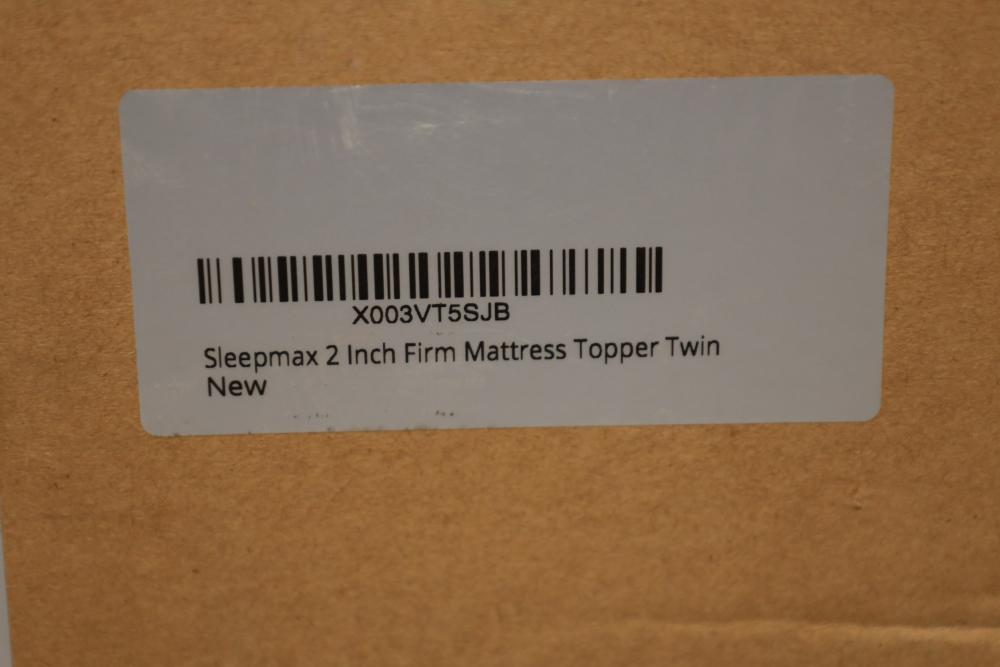 X003VT5SJB
Sleepmax 2 Inch Firm Mattress Topper Twin
New